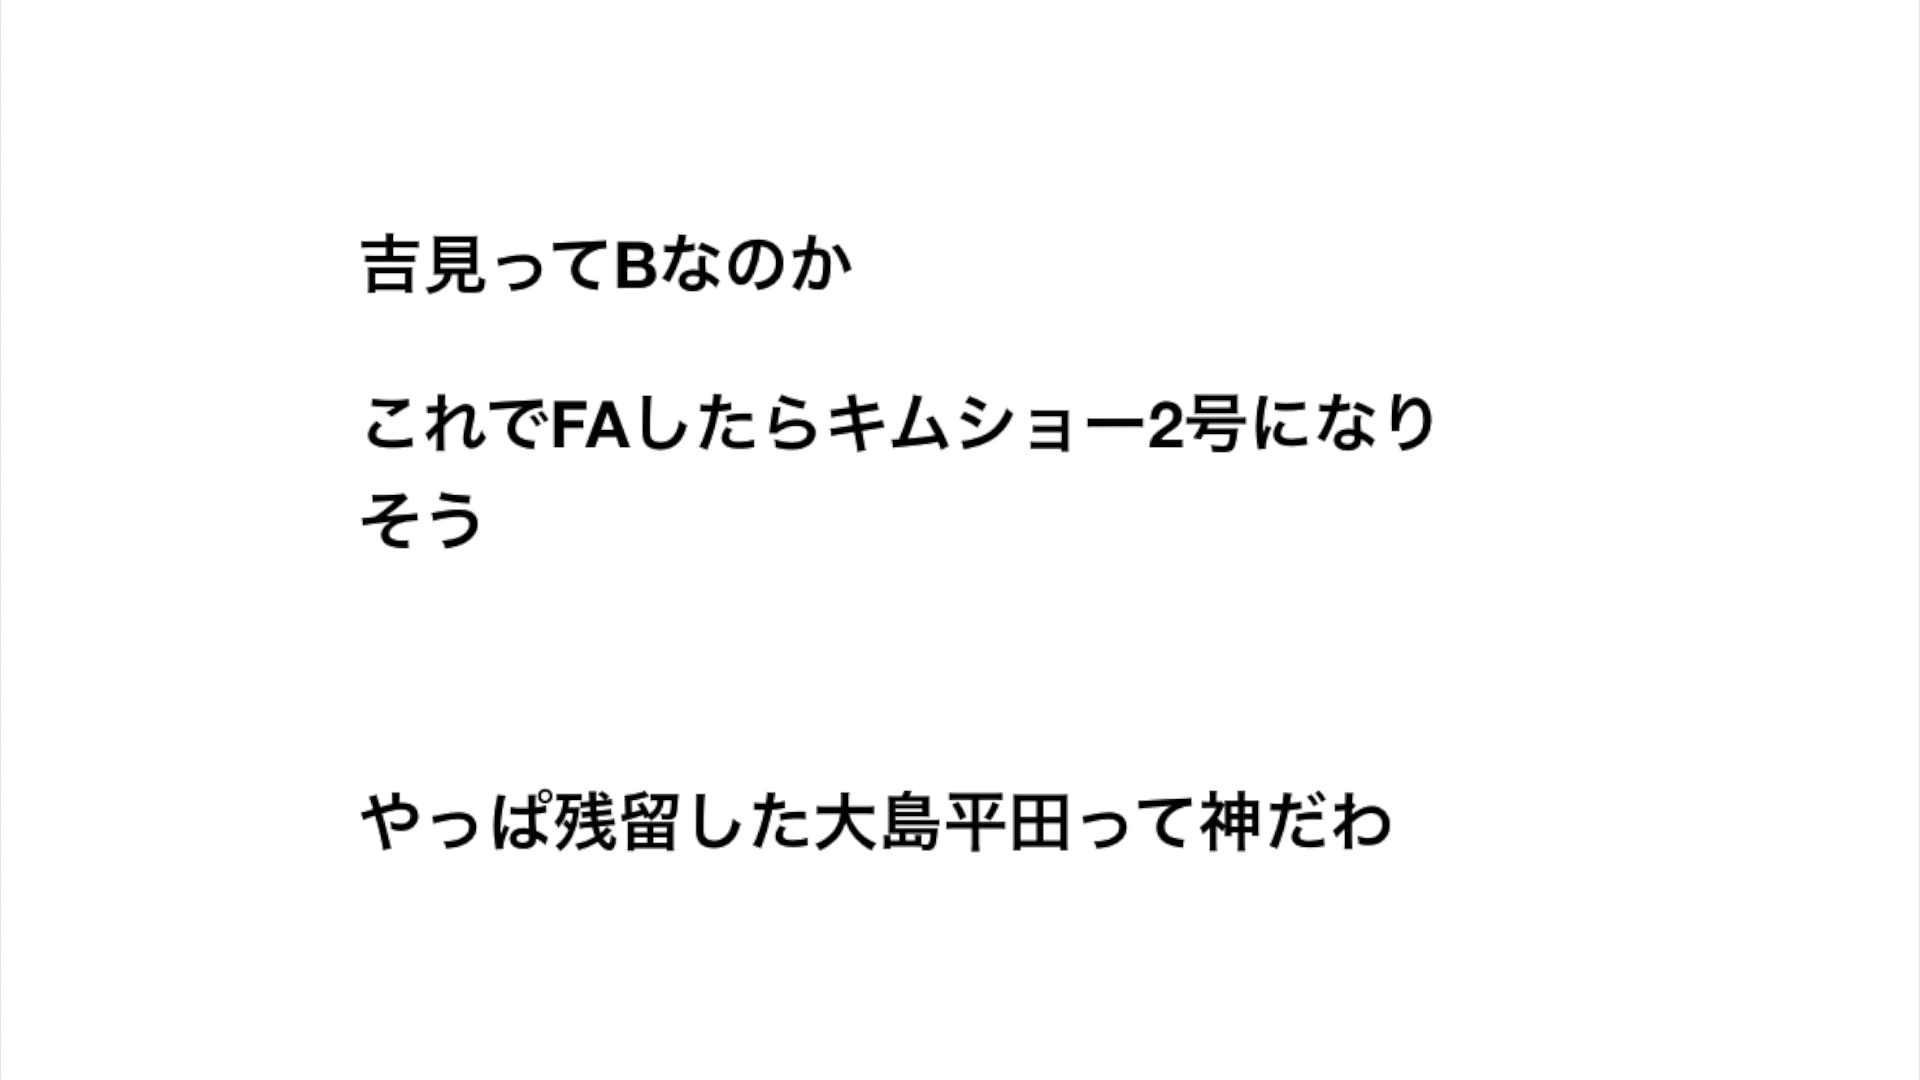 吉見ってBなのか
これでFAしたらキムショー2号になり
そう
やっぱ残留した大島平田って神だわ